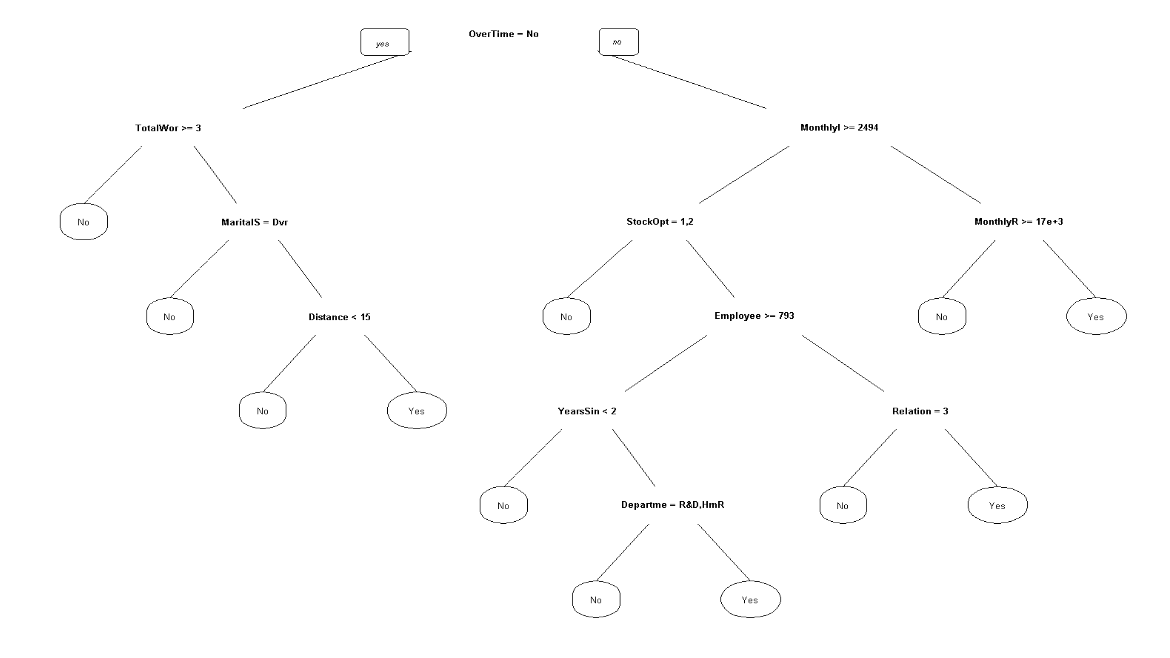 yes
OverTime = No
no
TotalWor >= 3
MonthlyI >= 2494
No
MaritalS = Dvr
StockOpt = 1,2
MonthlyR >= 17e+3
No
Distance < 15
No
Employee >= 793
No
Yes
No
Yes
YearsSin < 2
Relation = 3
No
Departme = R&D,HmR
No
Yes
No
Yes